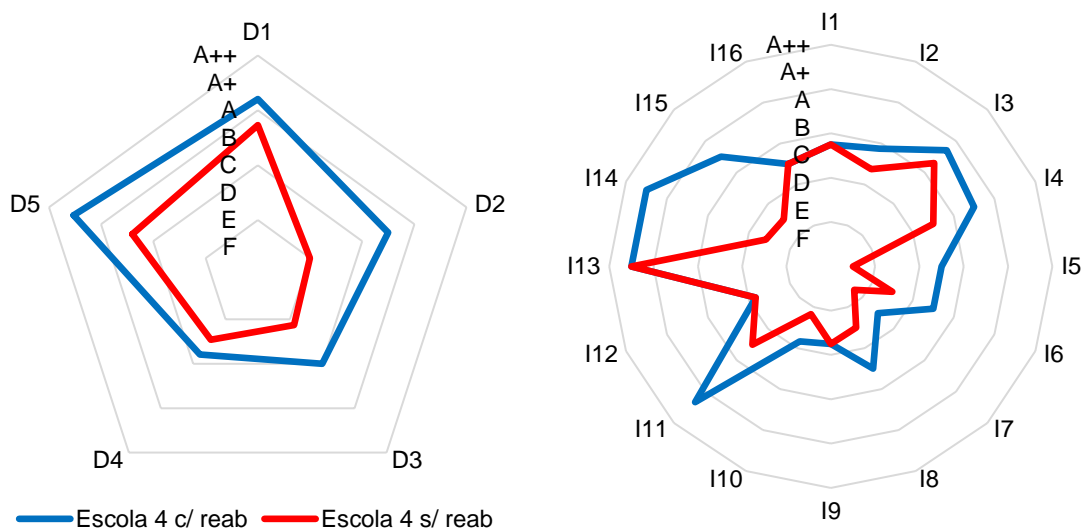 D1
A++
A+
A
B
C
D
E
F
D2
D3
D4
D5
Escola 4 c/ reab
Escola 4 s/ reab
I1
A++
A+
A
B
C
D
E
F
I2
I3
I4
I5
I6
I7
I8
I9
I10
I11
I12
I13
I14
I15
I16